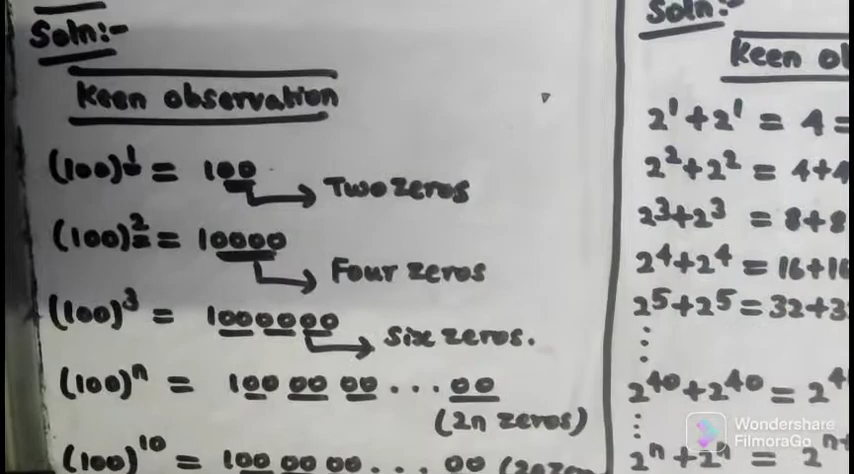 Soln:-
Keen observation
(100)¹ = 100
Two zeros
(100)² = 10000
Four zeros
(100)³ = 1000000
Six zeros.
(100)ⁿ = 100 00 00 ... 00
(2n zeros)
(100)¹⁰ = 100 00 00 ... 00
Soln:-
Keen
2¹ + 2¹ = 4 =
2² + 2² = 4+4
2³ + 2³ = 8+8
2⁴ + 2⁴ = 16+16
2⁵ + 2⁵ = 32+3
⋮
2⁴⁰ + 2⁴⁰ = 2⁴
⋮
2ⁿ + 2ⁿ = 2ⁿ⁺
Wondershare
FilmoraGo